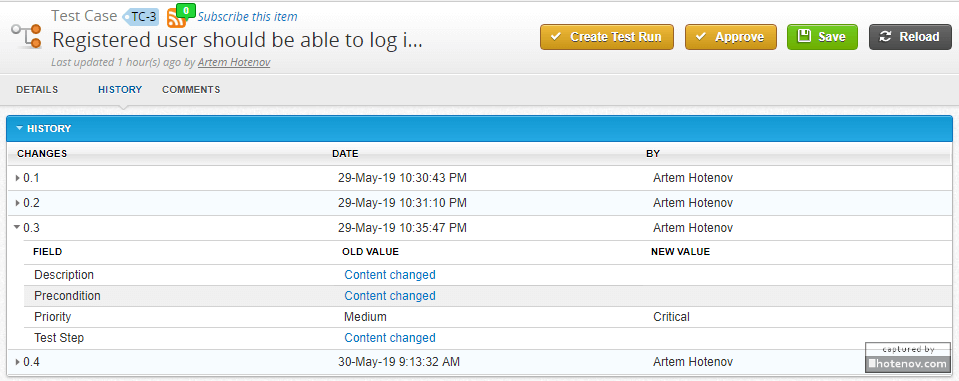 Test Case TC-3 0 Subscribe this item
Registered user should be able to log i...
Last updated 1 hour(s) ago by Artem Hotenov
Create Test Run Approve Save Reload
DETAILS HISTORY COMMENTS
HISTORY
CHANGES DATE BY
0.1 29-May-19 10:30:43 PM Artem Hotenov
0.2 29-May-19 10:31:10 PM Artem Hotenov
0.3 29-May-19 10:35:47 PM Artem Hotenov
FIELD OLD VALUE NEW VALUE
Description Content changed
Precondition Content changed
Priority Medium Critical
Test Step Content changed
0.4 30-May-19 9:13:32 AM Artem Hotenov
captured by
hotenov.com